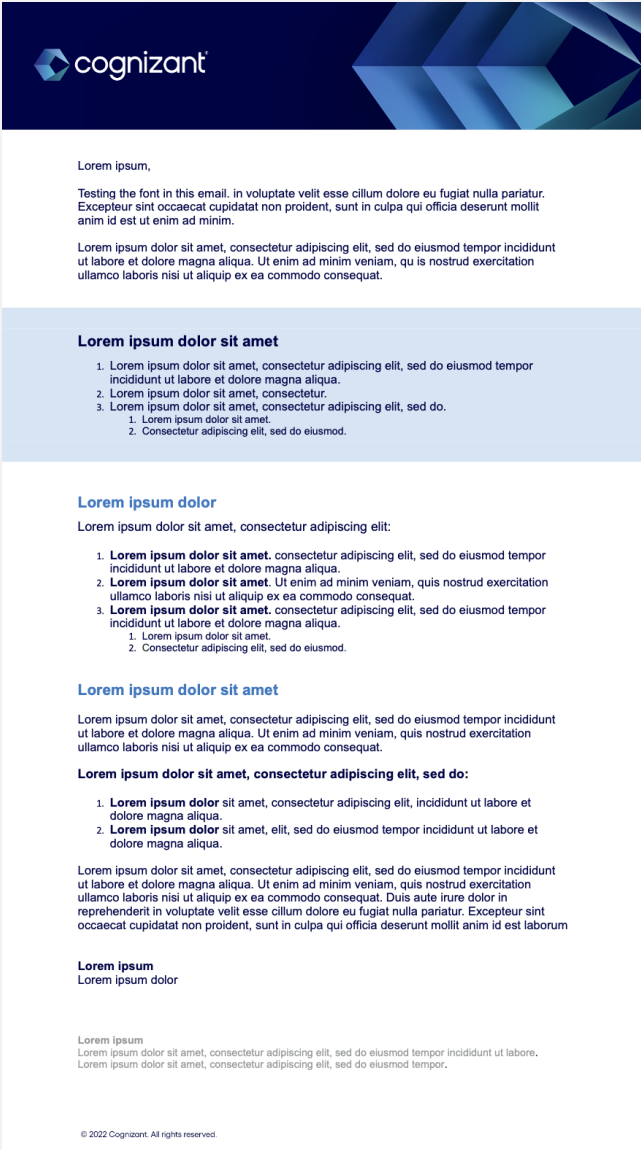 cognizant®
Lorem ipsum,
Testing the font in this email. in voluptate velit esse cillum dolore eu fugiat nulla pariatur.
Excepteur sint occaecat cupidatat non proident, sunt in culpa qui officia deserunt mollit
anim id est ut enim ad minim.
Lorem ipsum dolor sit amet, consectetur adipiscing elit, sed do eiusmod tempor incididunt
ut labore et dolore magna aliqua. Ut enim ad minim veniam, qu is nostrud exercitation
ullamco laboris nisi ut aliquip ex ea commodo consequat.
Lorem ipsum dolor sit amet
1. Lorem ipsum dolor sit amet, consectetur adipiscing elit, sed do eiusmod tempor
incididunt ut labore et dolore magna aliqua.
2. Lorem ipsum dolor sit amet, consectetur.
3. Lorem ipsum dolor sit amet, consectetur adipiscing elit, sed do.
1. Lorem ipsum dolor sit amet.
2. Consectetur adipiscing elit, sed do eiusmod.
Lorem ipsum dolor
Lorem ipsum dolor sit amet, consectetur adipiscing elit:
1. Lorem ipsum dolor sit amet. consectetur adipiscing elit, sed do eiusmod tempor
incididunt ut labore et dolore magna aliqua.
2. Lorem ipsum dolor sit amet. Ut enim ad minim veniam, quis nostrud exercitation
ullamco laboris nisi ut aliquip ex ea commodo consequat.
3. Lorem ipsum dolor sit amet. consectetur adipiscing elit, sed do eiusmod tempor
incididunt ut labore et dolore magna aliqua.
1. Lorem ipsum dolor sit amet.
2. Consectetur adipiscing elit, sed do eiusmod.
Lorem ipsum dolor sit amet
Lorem ipsum dolor sit amet, consectetur adipiscing elit, sed do eiusmod tempor incididunt
ut labore et dolore magna aliqua. Ut enim ad minim veniam, quis nostrud exercitation
ullamco laboris nisi ut aliquip ex ea commodo consequat.
Lorem ipsum dolor sit amet, consectetur adipiscing elit, sed do:
1. Lorem ipsum dolor sit amet, consectetur adipiscing elit, incididunt ut labore et
dolore magna aliqua.
2. Lorem ipsum dolor sit amet, elit, sed do eiusmod tempor incididunt ut labore et
dolore magna aliqua.
Lorem ipsum dolor sit amet, consectetur adipiscing elit, sed do eiusmod tempor incididunt
ut labore et dolore magna aliqua. Ut enim ad minim veniam, quis nostrud exercitation
ullamco laboris nisi ut aliquip ex ea commodo consequat. Duis aute irure dolor in
reprehenderit in voluptate velit esse cillum dolore eu fugiat nulla pariatur. Excepteur sint
occaecat cupidatat non proident, sunt in culpa qui officia deserunt mollit anim id est laborum
Lorem ipsum
Lorem ipsum dolor
Lorem ipsum
Lorem ipsum dolor sit amet, consectetur adipiscing elit, sed do eiusmod tempor incididunt ut labore.
Lorem ipsum dolor sit amet, consectetur adipiscing elit, sed do eiusmod tempor.
© 2022 Cognizant. All rights reserved.